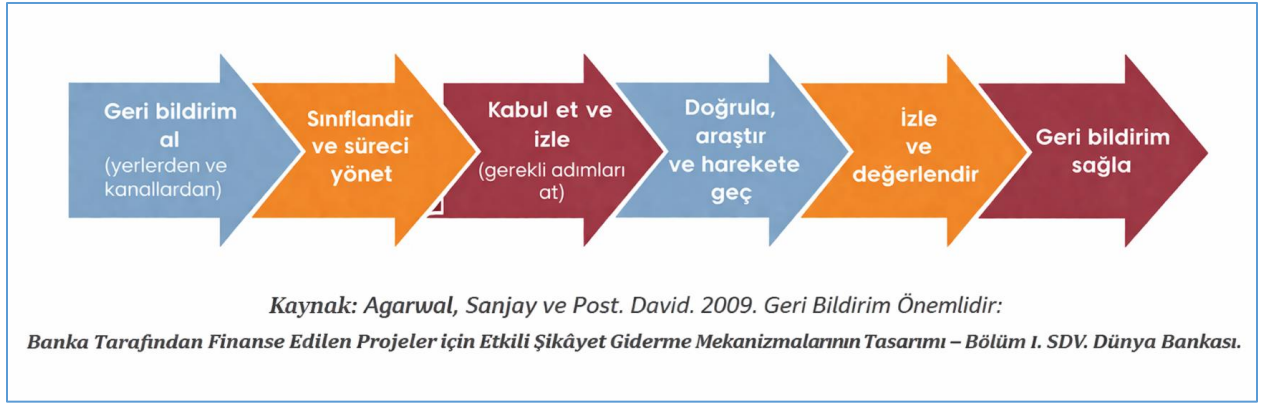 Geri bildirim
al
(yerlerden ve
kanallardan)
Sınıflandir
ve süreci
yönet
Kabul et ve
izle
(gerekli adımları
at)
Doğrula,
araştır
ve harekete
geç
İzle
ve
değerlendir
Geri bildirim
sağla
Kaynak: Agarwal, Sanjay ve Post. David. 2009. Geri Bildirim Önemlidir:
Banka Tarafından Finanse Edilen Projeler için Etkili Şikâyet Giderme Mekanizmalarının Tasarımı – Bölüm I. SDV. Dünya Bankası.